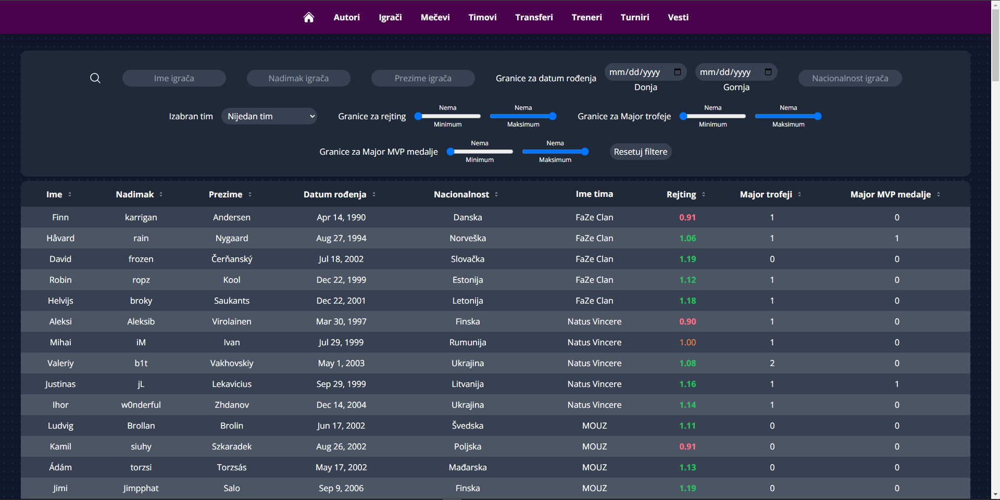 Autori Igrači Mečevi Timovi Transferi Treneri Turniri Vesti
Ime igrača Nadimak igrača Prezime igrača Granice za datum rođenja mm/dd/yyyy mm/dd/yyyy Nacionalnost igrača
Donja Gornja
Nema Nema Nema Nema
Izabran tim Nijedan tim Granice za rejting Granice za Major trofeje
Minimum Maksimum Minimum Maksimum
Nema Nema
Granice za Major MVP medalje Resetuj filtere
Minimum Maksimum
Ime Nadimak Prezime Datum rođenja Nacionalnost Ime tima Rejting Major trofeji Major MVP medalje
Finn karrigan Andersen Apr 14, 1990 Danska FaZe Clan 0.91 1 0
Håvard rain Nygaard Aug 27, 1994 Norveška FaZe Clan 1.06 1 1
David frozen Čerňanský Jul 18, 2002 Slovačka FaZe Clan 1.19 0 0
Robin ropz Kool Dec 22, 1999 Estonija FaZe Clan 1.12 1 0
Helvijs broky Saukants Dec 22, 2001 Letonija FaZe Clan 1.18 1 0
Aleksi Aleksib Virolainen Mar 30, 1997 Finska Natus Vincere 0.90 1 0
Mihai iM Ivan Jul 29, 1999 Rumunija Natus Vincere 1.00 1 0
Valeriy b1t Vakhovskiy May 1, 2003 Ukrajina Natus Vincere 1.08 2 0
Justinas jL Lekavicius Sep 29, 1999 Litvanija Natus Vincere 1.16 1 1
Ihor w0nderful Zhdanov Dec 14, 2004 Ukrajina Natus Vincere 1.14 1 0
Ludvig Brollan Brolin Jun 17, 2002 Švedska MOUZ 1.11 0 0
Kamil siuhy Szkaradek Aug 26, 2002 Poljska MOUZ 0.91 0 0
Ádám torzsi Torzsás May 17, 2002 Mađarska MOUZ 1.13 0 0
Jimi Jimpphat Salo Sep 9, 2006 Finska MOUZ 1.19 0 0